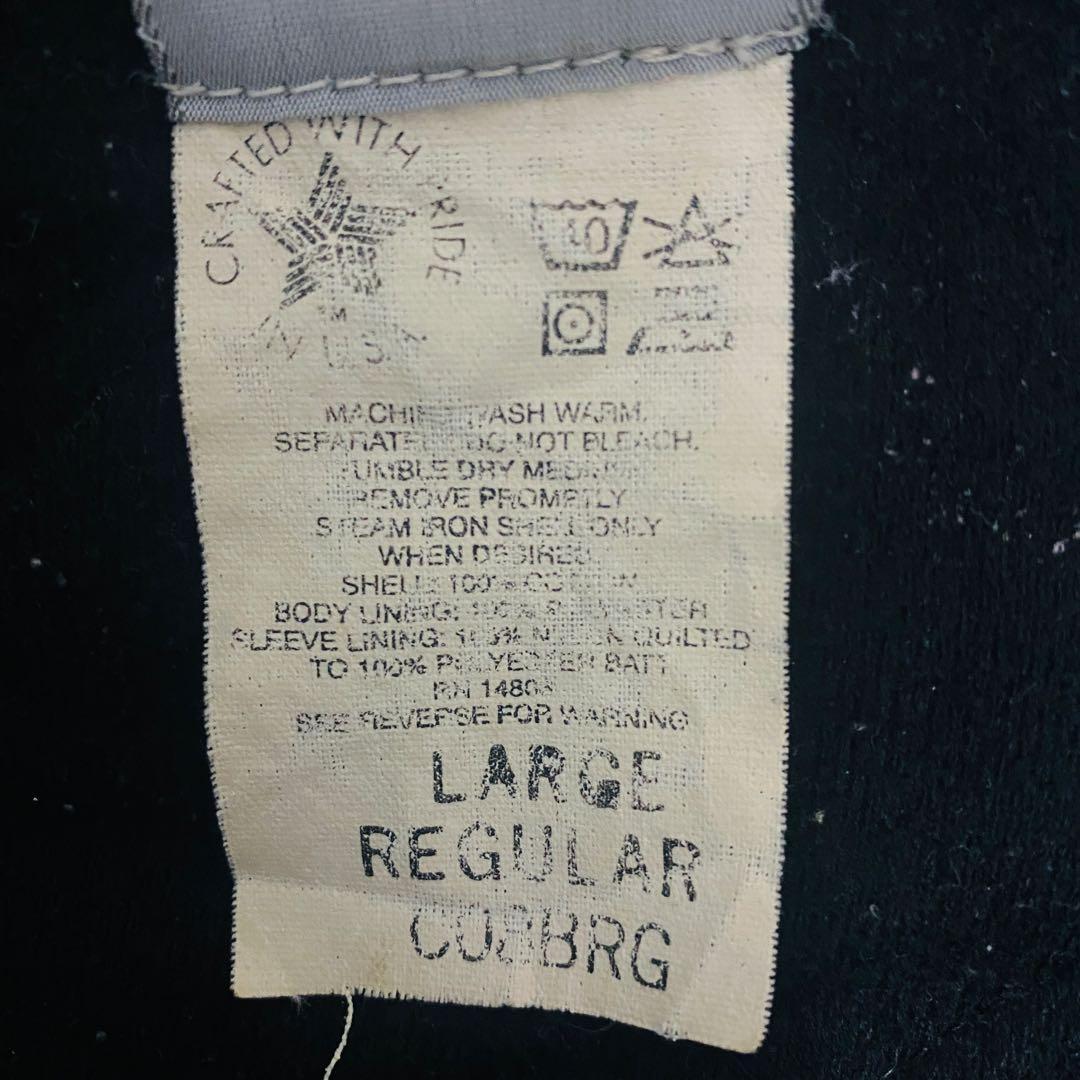 CRAFTED WITH PRIDE
IN U.S.A
TM
40
MACHINE WASH WARM.
SEPARATELY. DO NOT BLEACH.
TUMBLE DRY MEDIUM
REMOVE PROMPTLY
STEAM IRON SHELL ONLY
WHEN DESIRED.
SHELL: 100% COTTON
BODY LINING: 100% POLYESTER
SLEEVE LINING: 100% NYLON QUILTED
TO 100% POLYESTER BATT
RN 14806
SEE REVERSE FOR WARNING
LARGE
REGULAR